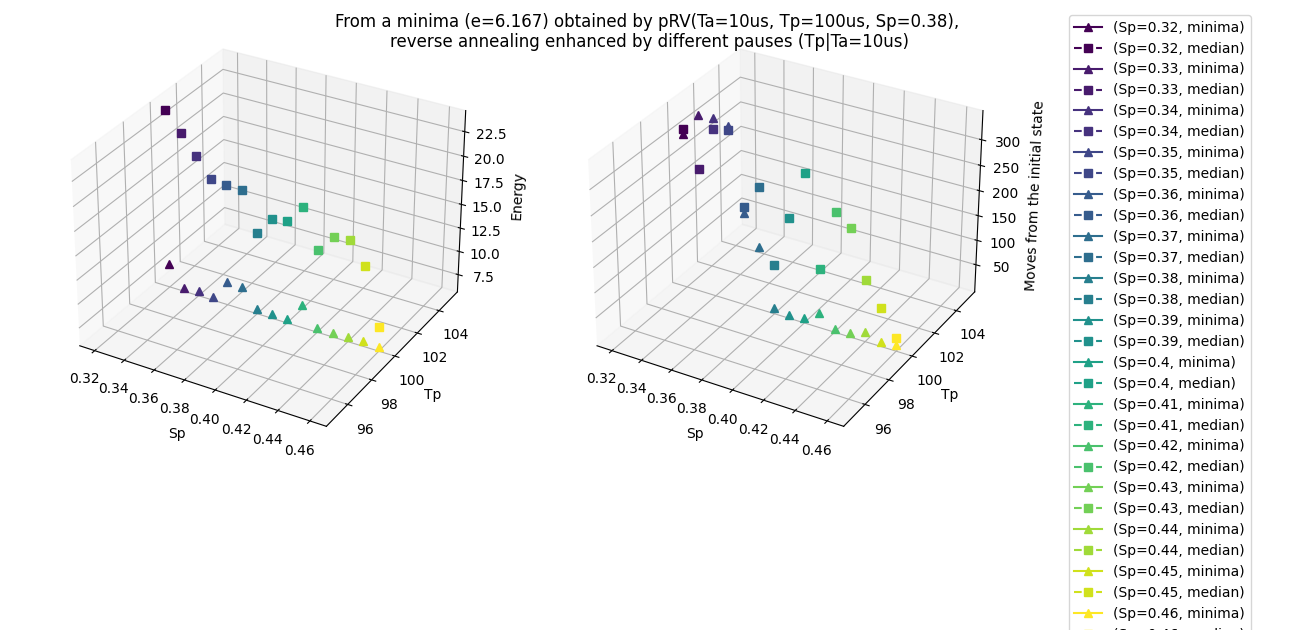 From a minima (e=6.167) obtained by pRV(Ta=10us, Tp=100us, Sp=0.38),
reverse annealing enhanced by different pauses (Tp|Ta=10us)
22.5
20.0
17.5
15.0
12.5
10.0
7.5
Energy
104
102
100
98
96
Tp
0.32
0.34
0.36
0.38
0.40
0.42
0.44
0.46
Sp
300
250
200
150
100
50
Moves from the initial state
104
102
100
98
96
Tp
0.32
0.34
0.36
0.38
0.40
0.42
0.44
0.46
Sp
(Sp=0.32, minima)
(Sp=0.32, median)
(Sp=0.33, minima)
(Sp=0.33, median)
(Sp=0.34, minima)
(Sp=0.34, median)
(Sp=0.35, minima)
(Sp=0.35, median)
(Sp=0.36, minima)
(Sp=0.36, median)
(Sp=0.37, minima)
(Sp=0.37, median)
(Sp=0.38, minima)
(Sp=0.38, median)
(Sp=0.39, minima)
(Sp=0.39, median)
(Sp=0.4, minima)
(Sp=0.4, median)
(Sp=0.41, minima)
(Sp=0.41, median)
(Sp=0.42, minima)
(Sp=0.42, median)
(Sp=0.43, minima)
(Sp=0.43, median)
(Sp=0.44, minima)
(Sp=0.44, median)
(Sp=0.45, minima)
(Sp=0.45, median)
(Sp=0.46, minima)